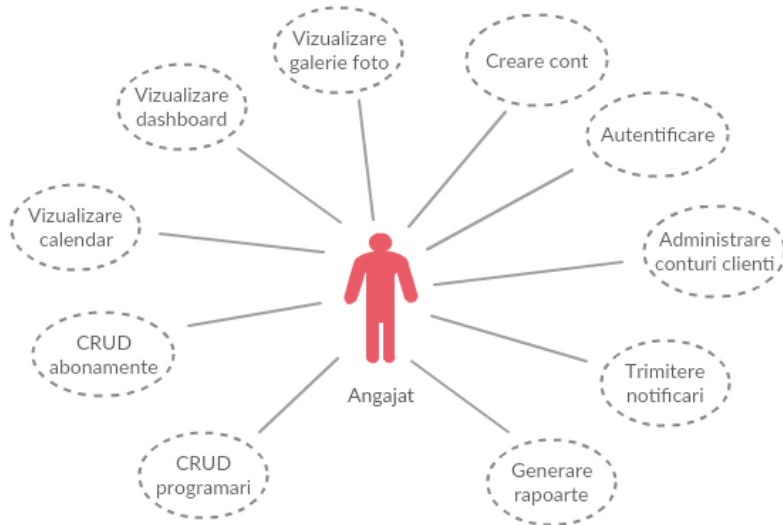 Vizualizare
galerie foto
Creare cont
Vizualizare
dashboard
Autentificare
Vizualizare
calendar
Administrare
conturi clienti
CRUD
abonamente
Trimitere
notificari
Angajat
CRUD
programari
Generare
rapoarte